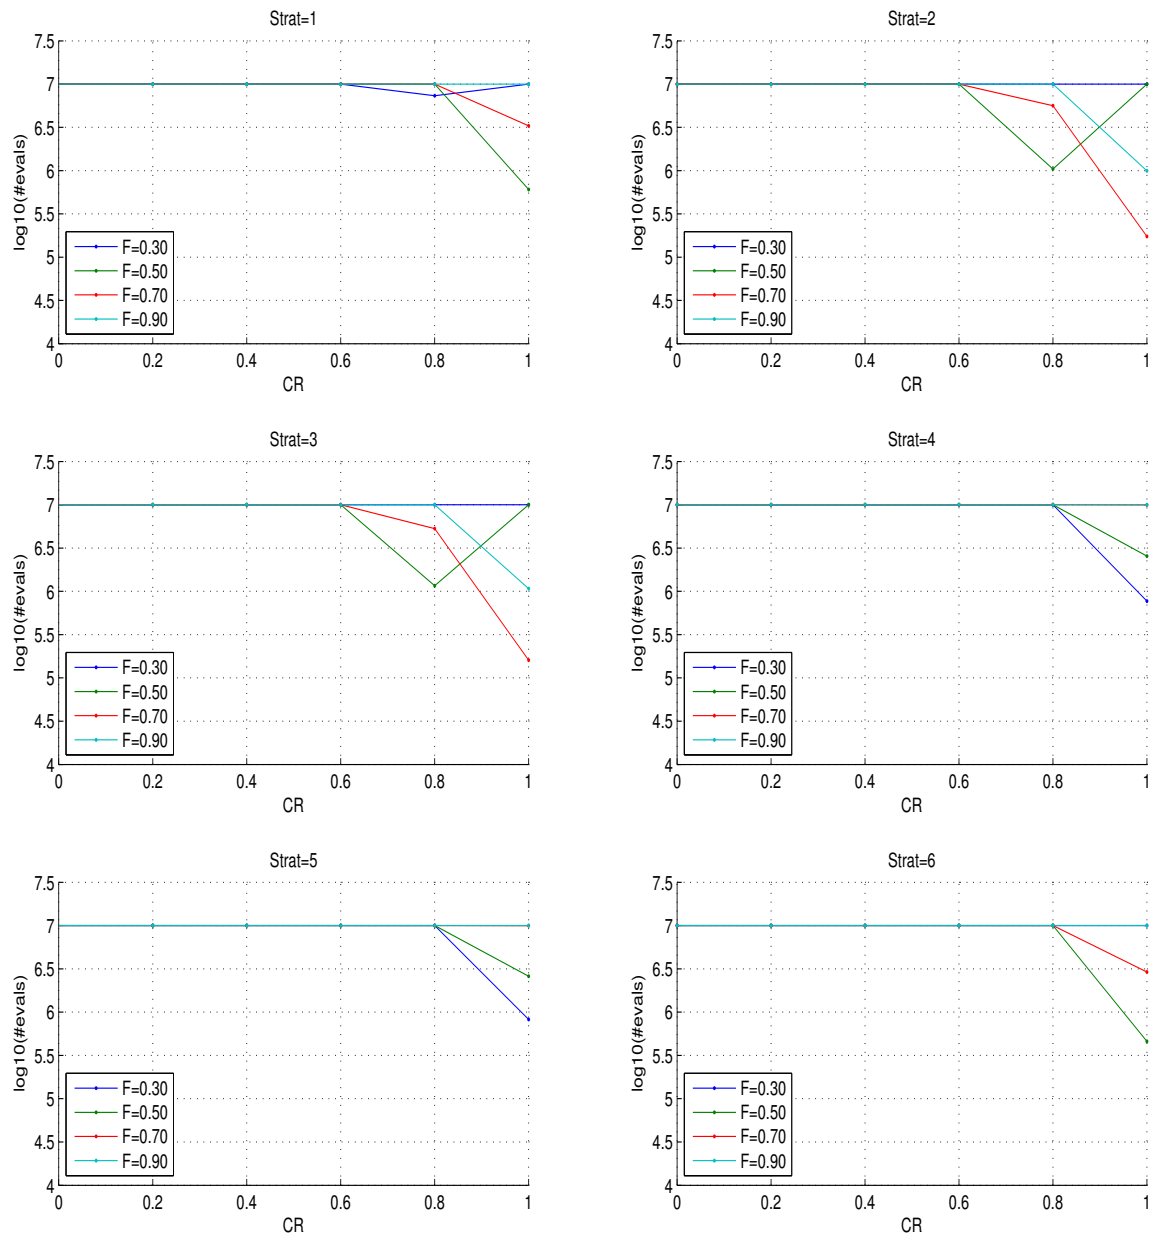 Strat=1
7.5
7
6.5
6
5.5
5
4.5
4
log10(#evals)
F=0.30
F=0.50
F=0.70
F=0.90
0 0.2 0.4 0.6 0.8 1
CR
Strat=2
7.5
7
6.5
6
5.5
5
4.5
4
log10(#evals)
F=0.30
F=0.50
F=0.70
F=0.90
0 0.2 0.4 0.6 0.8 1
CR
Strat=3
7.5
7
6.5
6
5.5
5
4.5
4
log10(#evals)
F=0.30
F=0.50
F=0.70
F=0.90
0 0.2 0.4 0.6 0.8 1
CR
Strat=4
7.5
7
6.5
6
5.5
5
4.5
4
log10(#evals)
F=0.30
F=0.50
F=0.70
F=0.90
0 0.2 0.4 0.6 0.8 1
CR
Strat=5
7.5
7
6.5
6
5.5
5
4.5
4
log10(#evals)
F=0.30
F=0.50
F=0.70
F=0.90
0 0.2 0.4 0.6 0.8 1
CR
Strat=6
7.5
7
6.5
6
5.5
5
4.5
4
log10(#evals)
F=0.30
F=0.50
F=0.70
F=0.90
0 0.2 0.4 0.6 0.8 1
CR